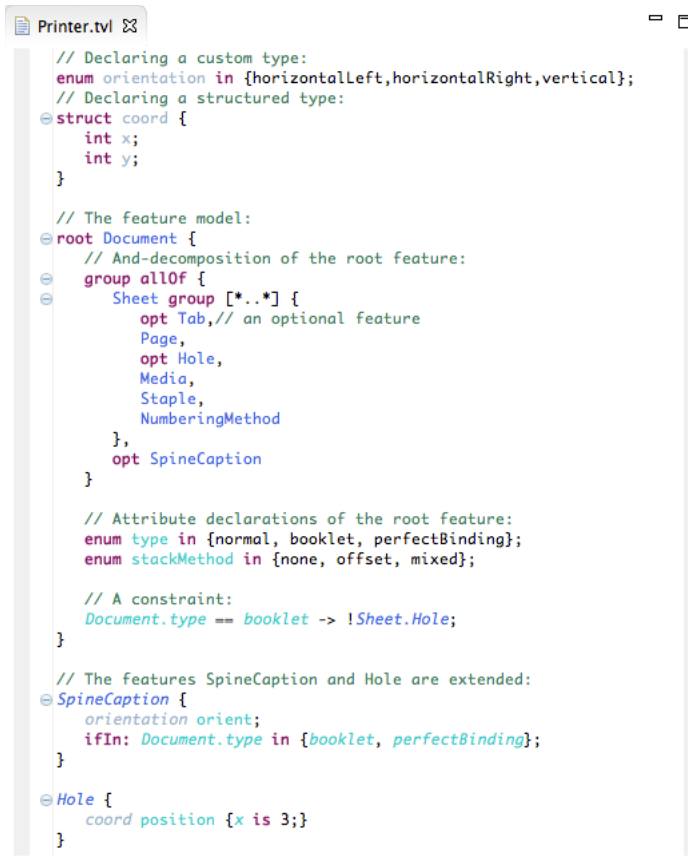 Printer.tvl
// Declaring a custom type:
enum orientation in {horizontalLeft,horizontalRight,vertical};
// Declaring a structured type:
struct coord {
int x;
int y;
}
// The feature model:
root Document {
// And-decomposition of the root feature:
group allOf {
Sheet group [*..*] {
opt Tab,// an optional feature
Page,
opt Hole,
Media,
Staple,
NumberingMethod
},
opt SpineCaption
}
// Attribute declarations of the root feature:
enum type in {normal, booklet, perfectBinding};
enum stackMethod in {none, offset, mixed};
// A constraint:
Document.type == booklet -> !Sheet.Hole;
}
// The features SpineCaption and Hole are extended:
SpineCaption {
orientation orient;
ifIn: Document.type in {booklet, perfectBinding};
}
Hole {
coord position {x is 3;}
}